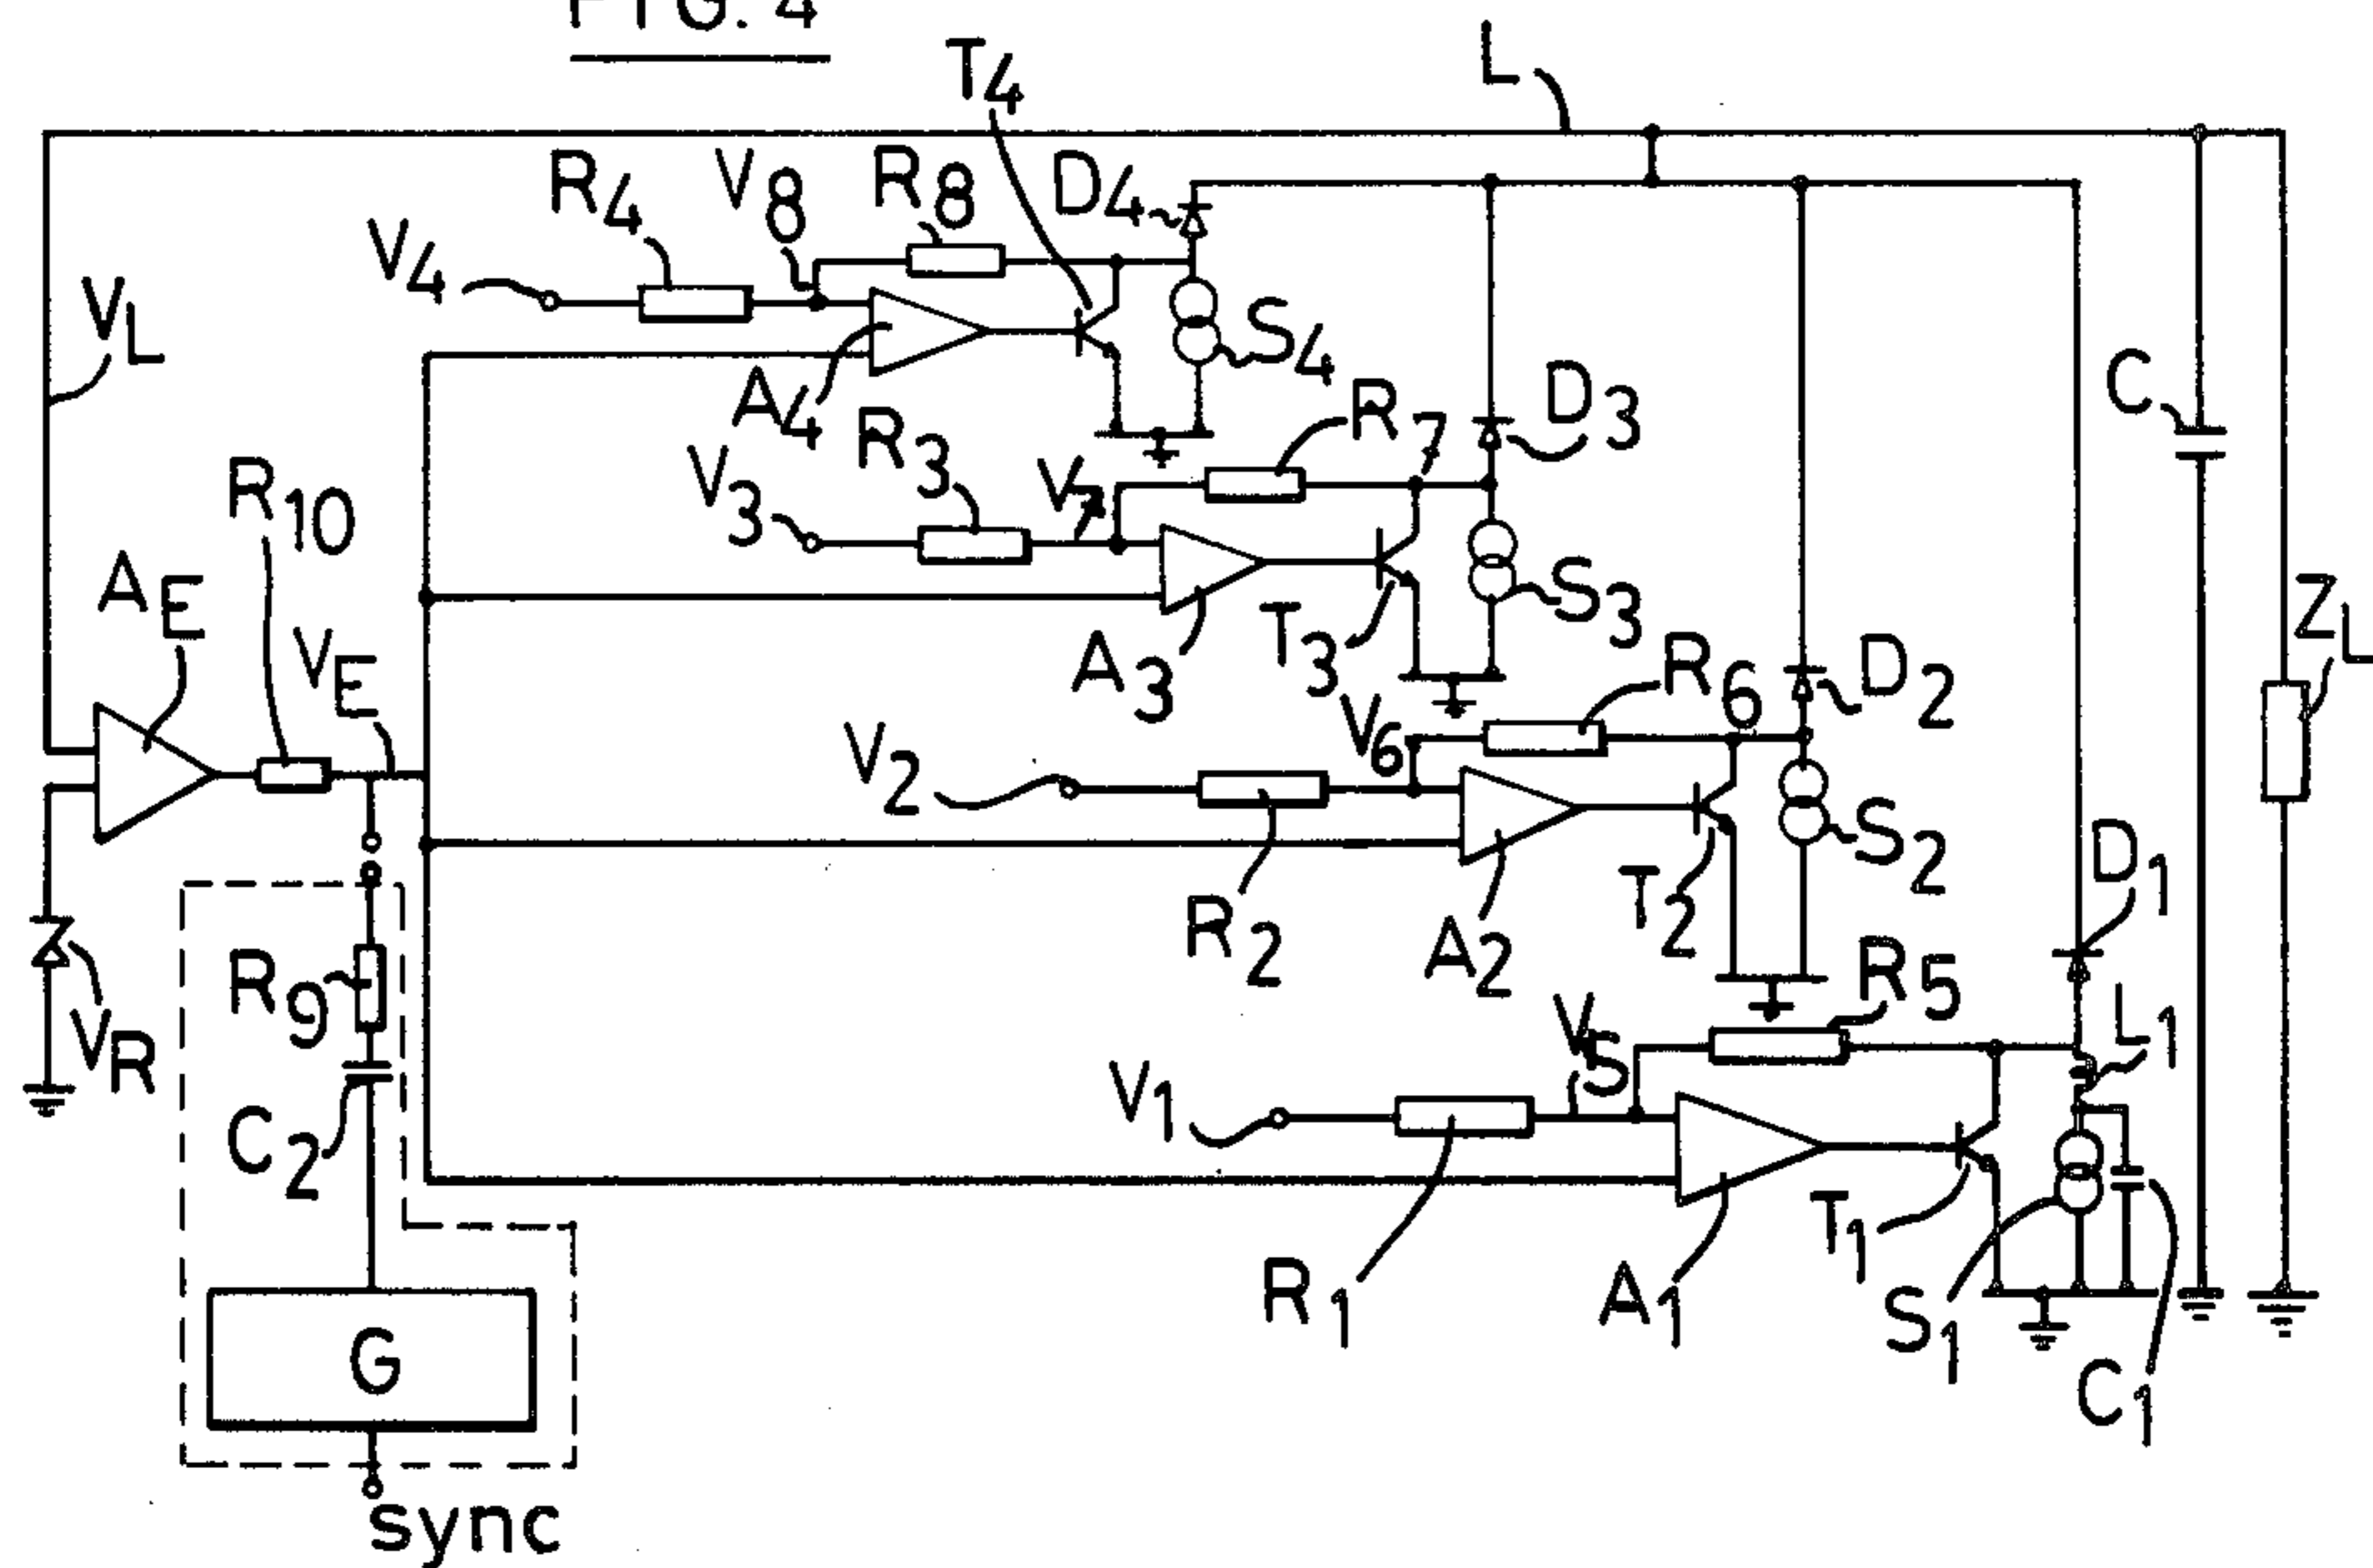 FIG. 4
T4
L
R4
V8
R8
D4
V4
VL
S4
A4
C
D3
R7
R3
V3
V7
R10
AE
S3
ZL
T3
A3
VE
R6
D2
V6
V2
S2
D1
T2
R2
A2
R5
R9
VR
L1
V5
V1
C2
T1
R1
A1
S1
G
C1
sync